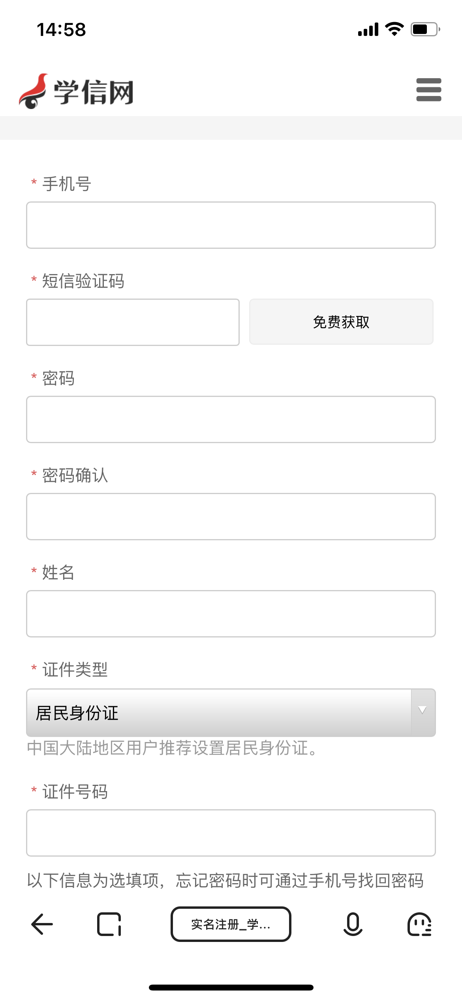 14:58
学信网
* 手机号
* 短信验证码
免费获取
* 密码
* 密码确认
* 姓名
* 证件类型
居民身份证
中国大陆地区用户推荐设置居民身份证。
* 证件号码
以下信息为选填项，忘记密码时可通过手机号找回密码
实名注册_学...